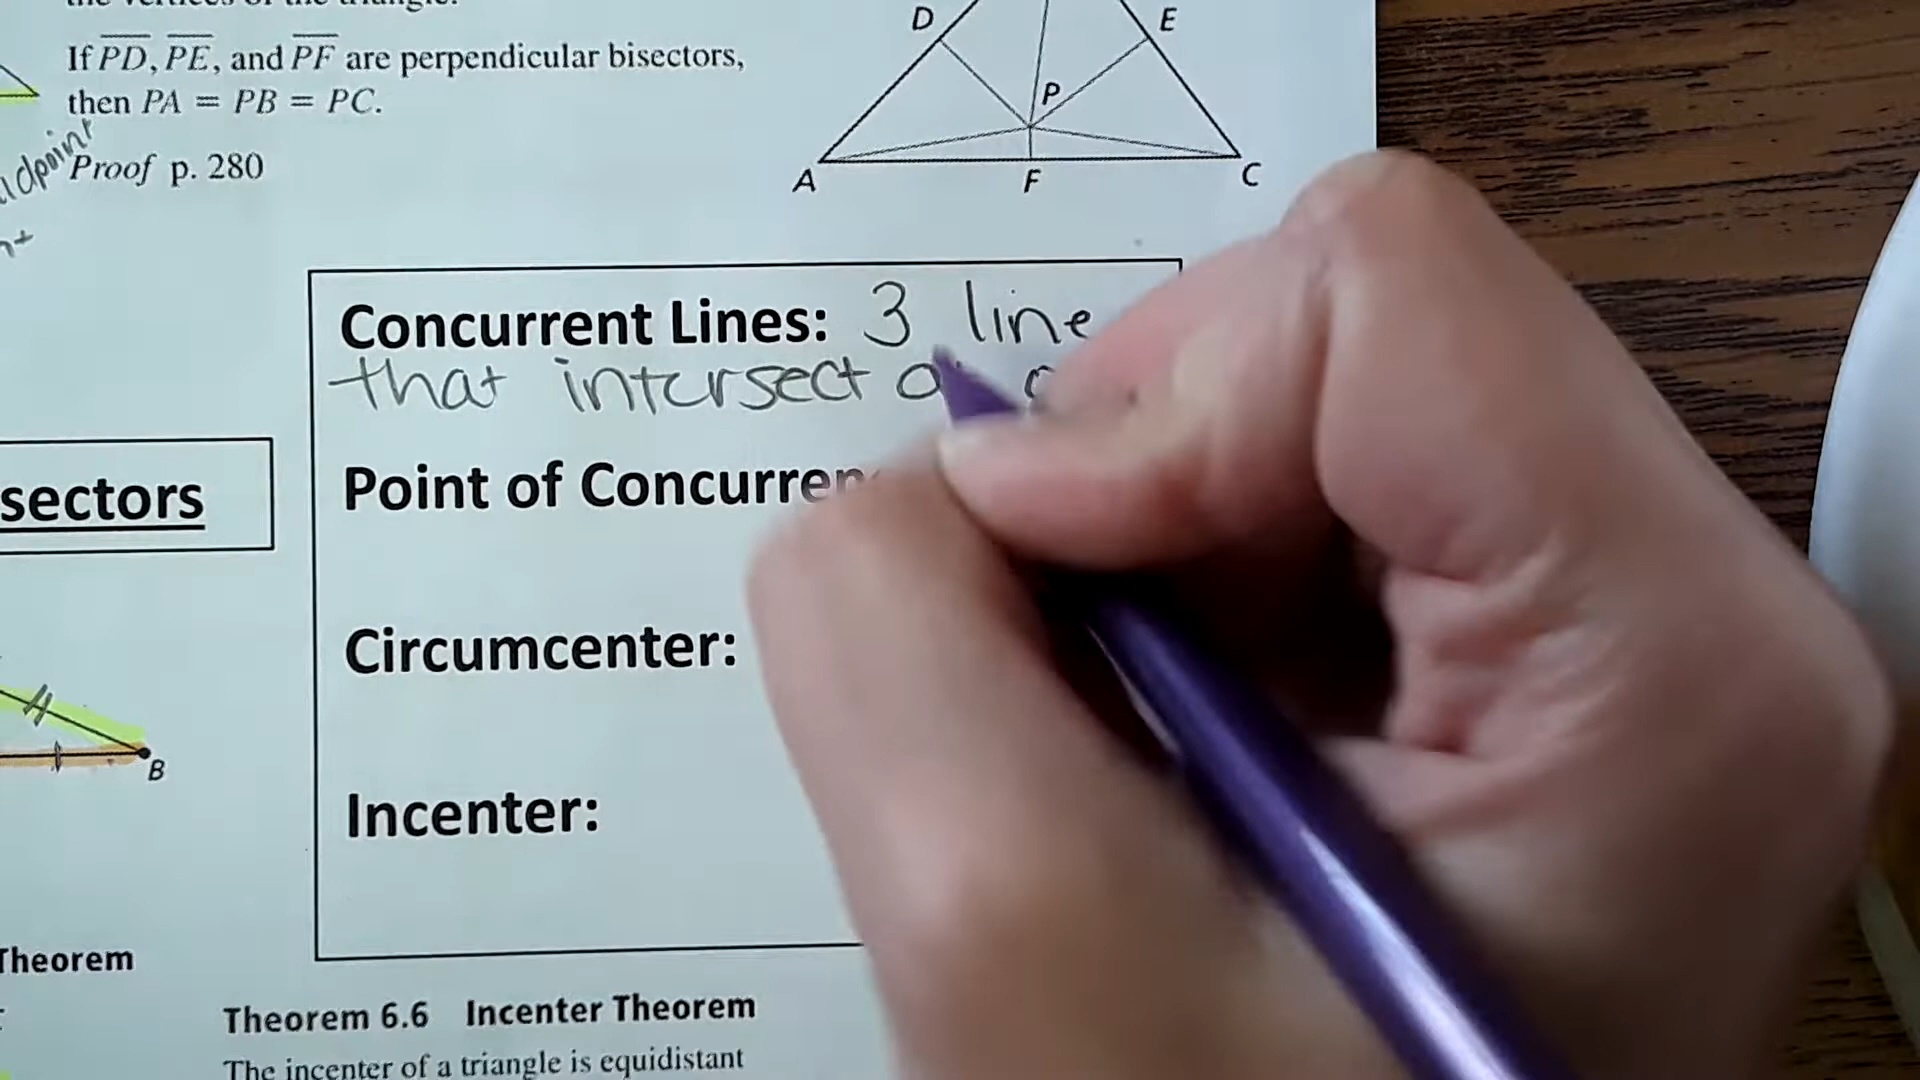 If PD, PE, and PF are perpendicular bisectors,
then PA = PB = PC.
Proof p. 280
D
E
P
A
F
C
Concurrent Lines: 3 line
that intersect
Point of
Circumcenter:
Incenter:
sectors
B
Theorem
Theorem 6.6 Incenter Theorem
The incenter of a triangle is equidistant